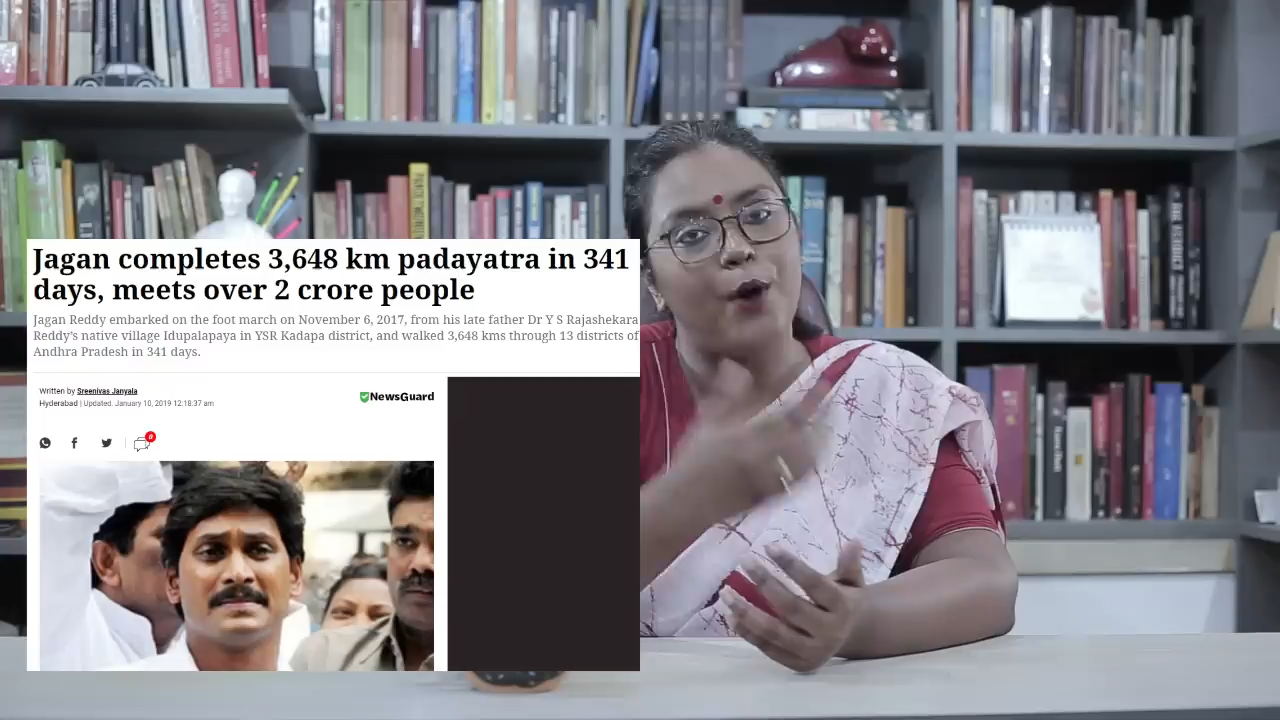 Jagan completes 3,648 km padayatra in 341
days, meets over 2 crore people
Jagan Reddy embarked on the foot march on November 6, 2017, from his late father Dr Y S Rajashekara
Reddy's native village Idupalapaya in YSR Kadapa district, and walked 3,648 kms through 13 districts of
Andhra Pradesh in 341 days.
Written by Sreenivas Janyala
Hyderabad | Updated: January 10, 2019 12:18:37 am
NewsGuard
0